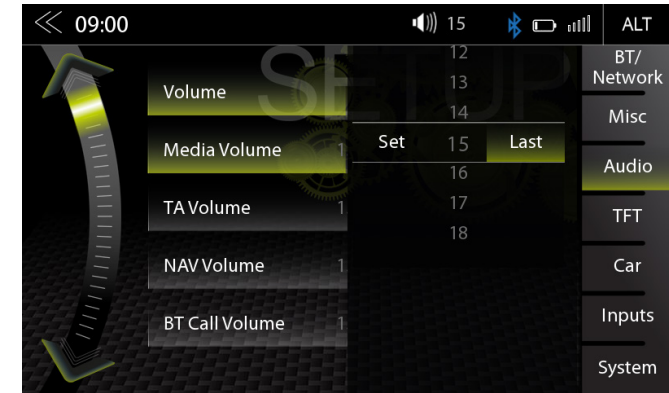 09:00
15
ALT
SETUP
Volume
Media Volume 1
TA Volume 1
NAV Volume 1
BT Call Volume 1
12
13
14
Set 15 Last
16
17
18
BT/
Network
Misc
Audio
TFT
Car
Inputs
System